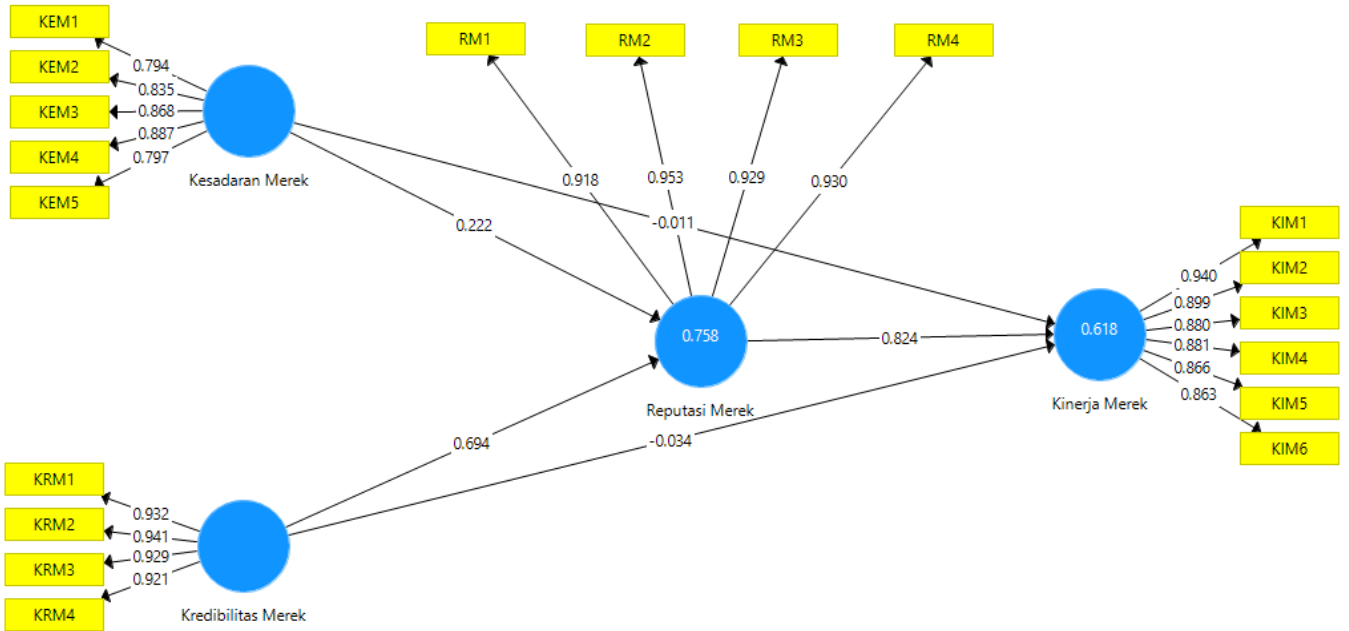 KEM1
KEM2
KEM3
KEM4
KEM5
0.794
0.835
0.868
0.887
0.797
Kesadaran Merek
RM1
RM2
RM3
RM4
0.918
0.953
0.929
0.930
0.222
-0.011
0.758
Reputasi Merek
0.824
0.694
-0.034
0.618
Kinerja Merek
0.940
0.899
0.880
0.881
0.866
0.863
KIM1
KIM2
KIM3
KIM4
KIM5
KIM6
KRM1
KRM2
KRM3
KRM4
0.932
0.941
0.929
0.921
Kredibilitas Merek